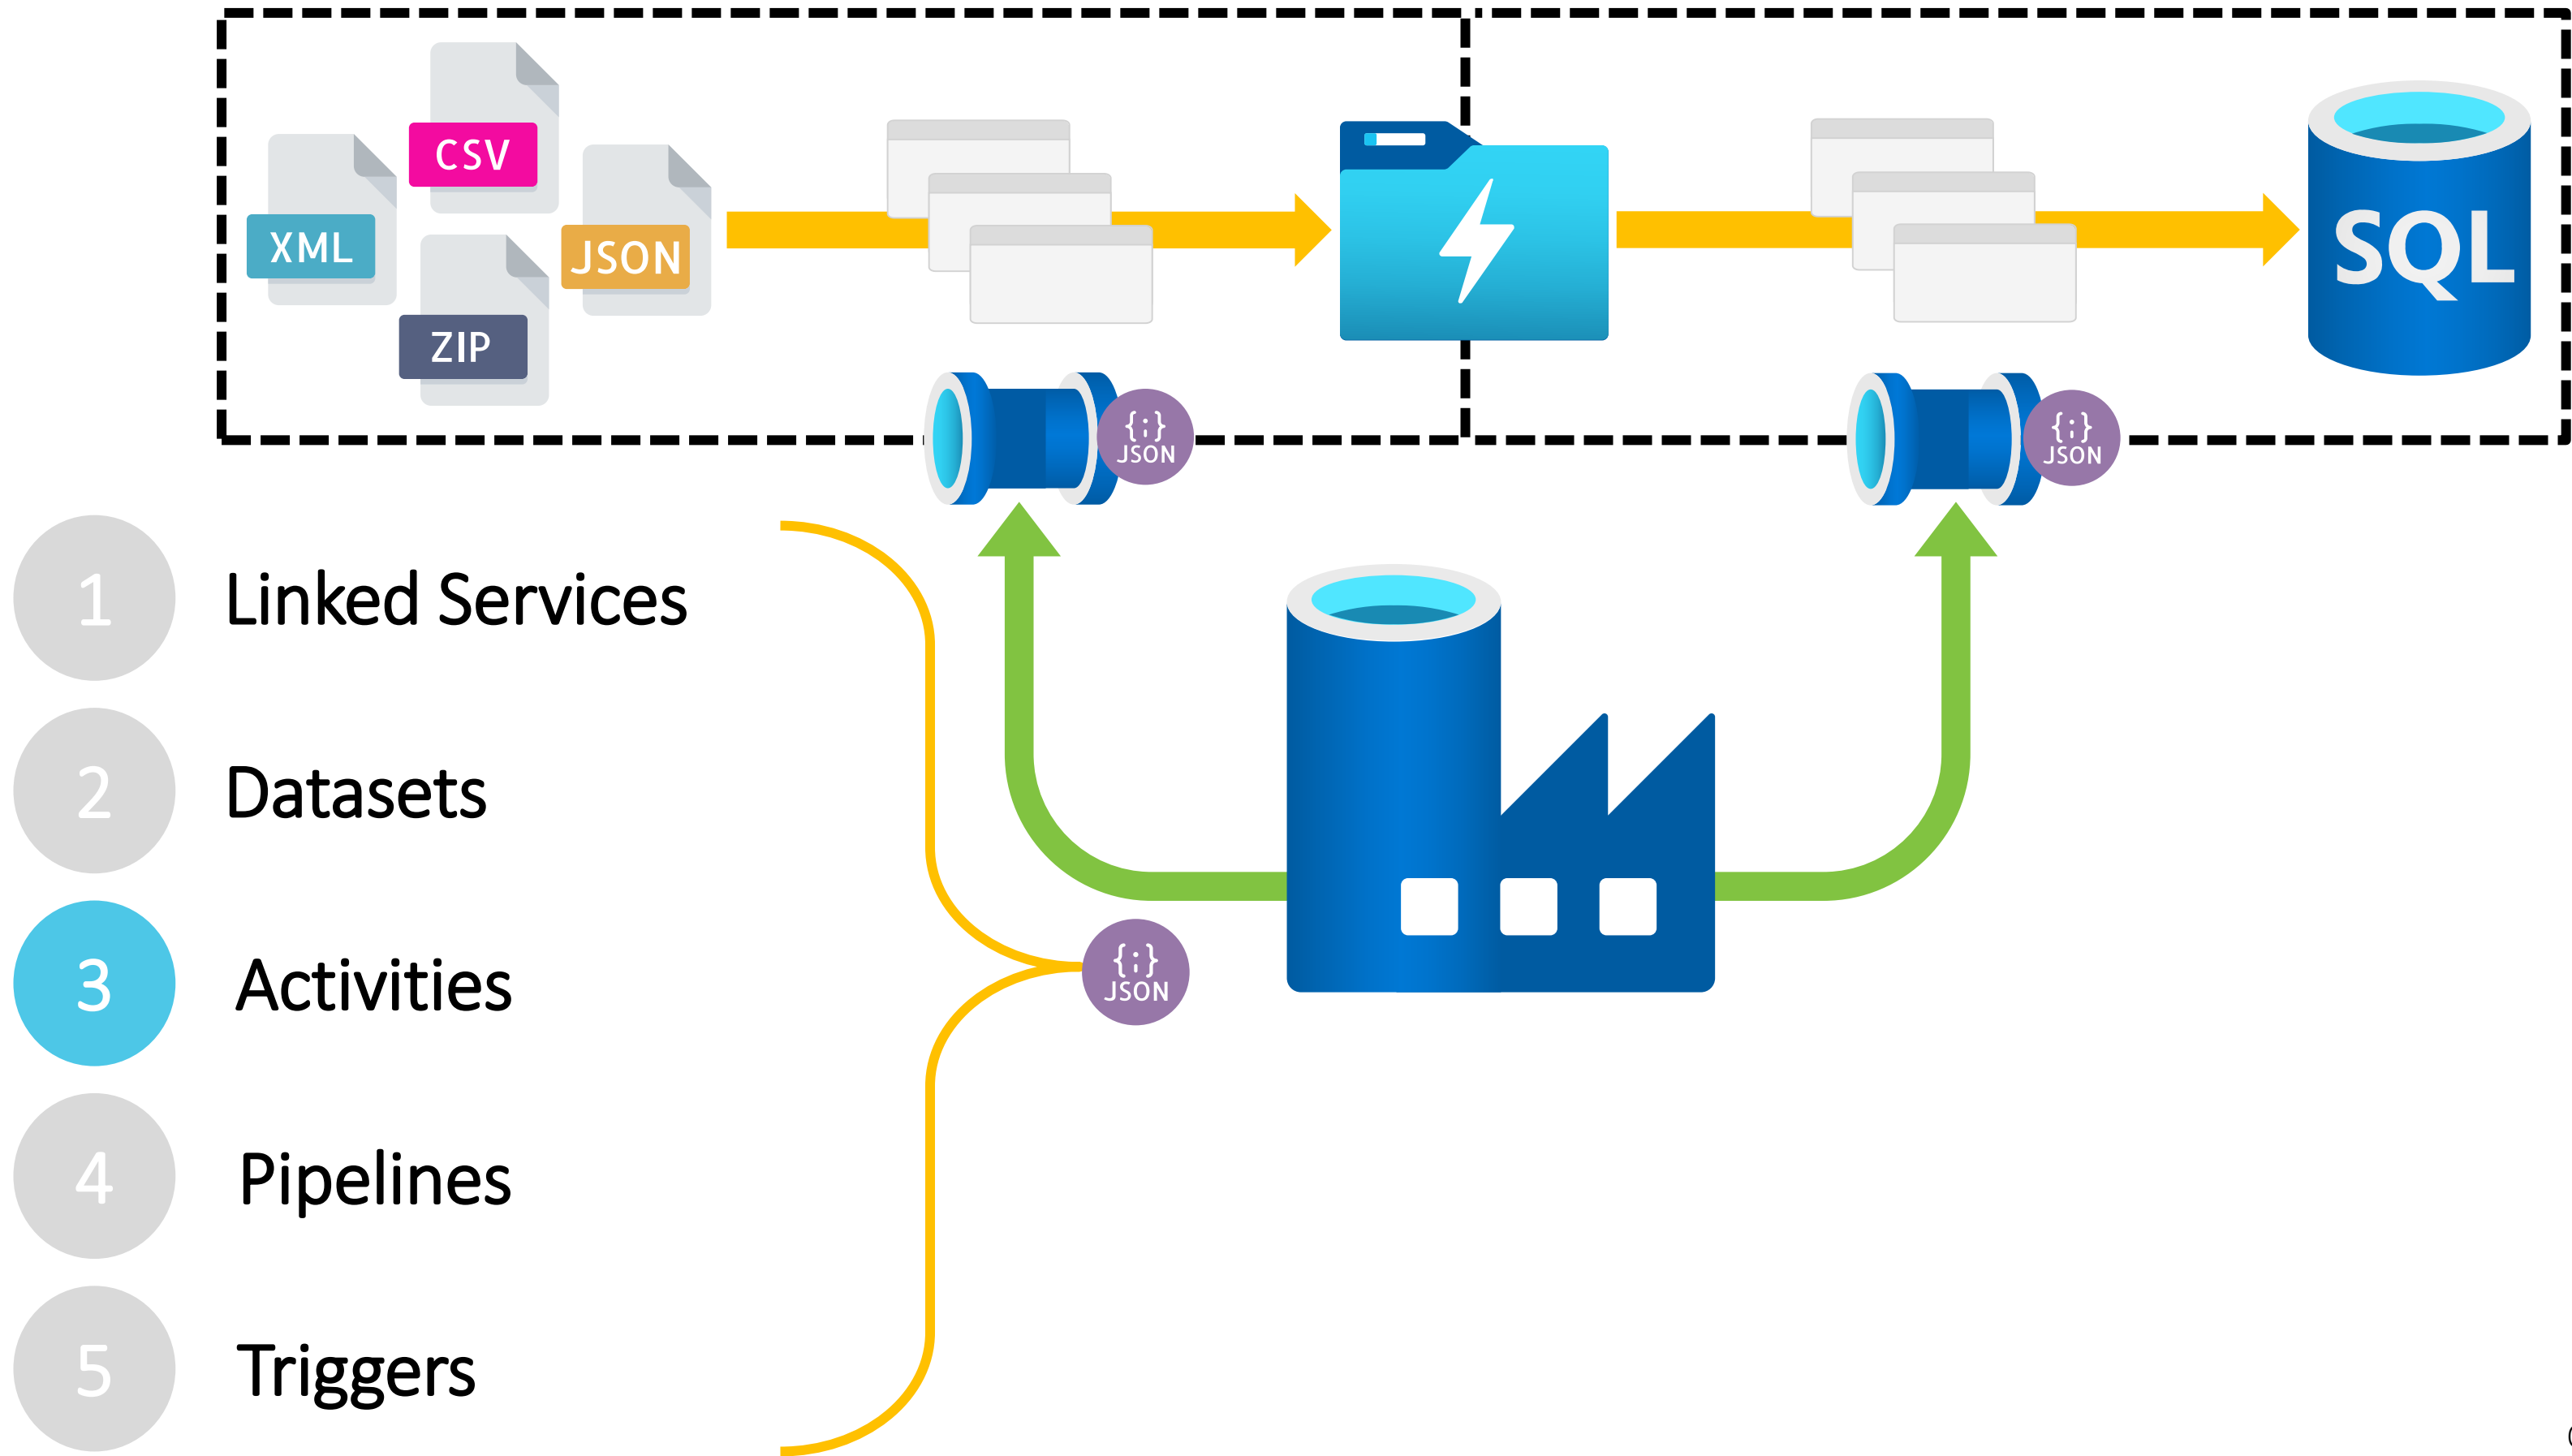 CSV
XML
JSON
ZIP
SQL
{;}
JSON
{;}
JSON
1 Linked Services
2 Datasets
3 Activities
{;}
JSON
4 Pipelines
5 Triggers